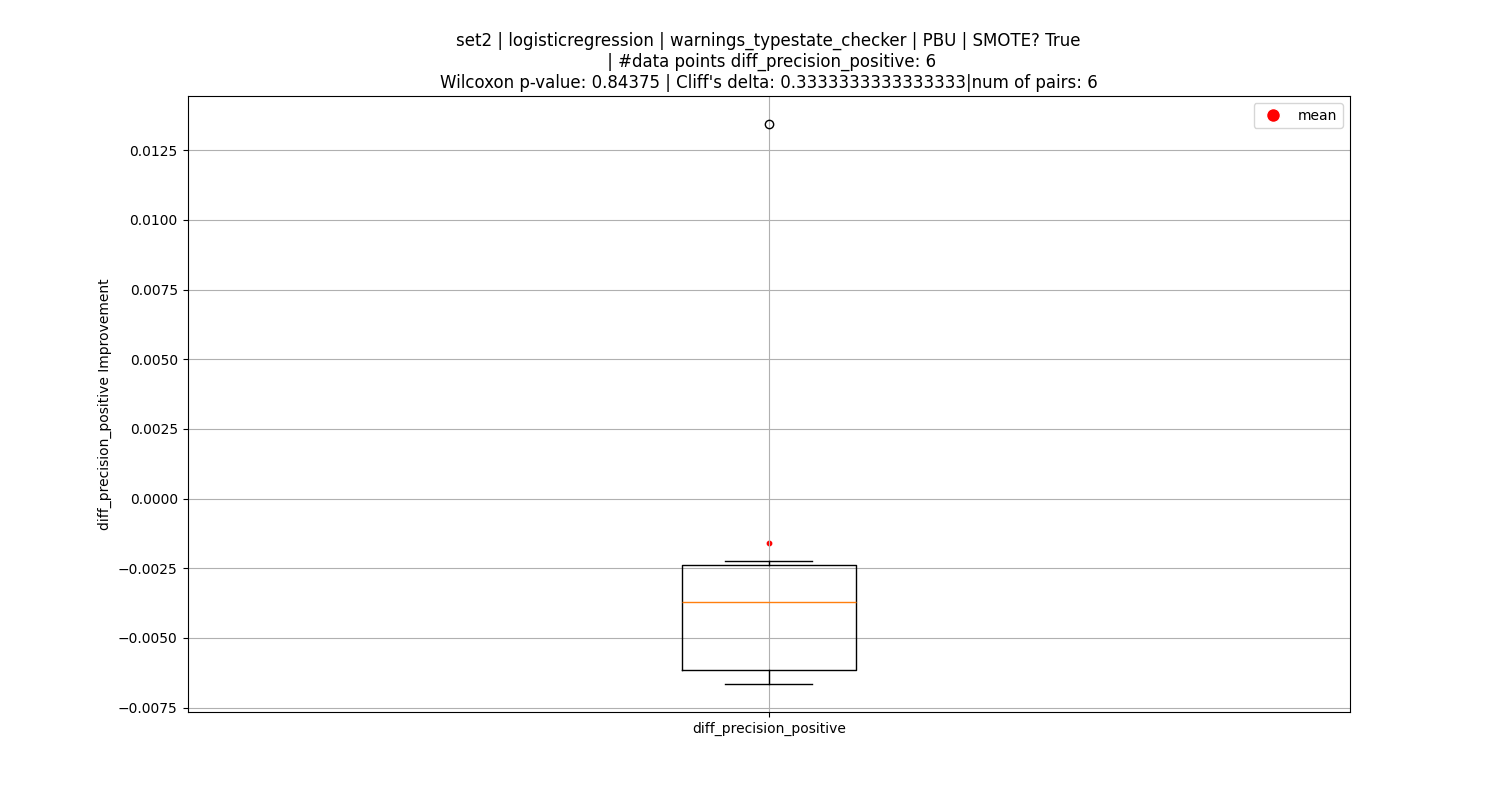 set2 | logisticregression | warnings_typestate_checker | PBU | SMOTE? True
| #data points diff_precision_positive: 6
Wilcoxon p-value: 0.84375 | Cliff's delta: 0.3333333333333333|num of pairs: 6
mean
0.0125
0.0100
0.0075
0.0050
0.0025
0.0000
−0.0025
−0.0050
−0.0075
diff_precision_positive Improvement
diff_precision_positive